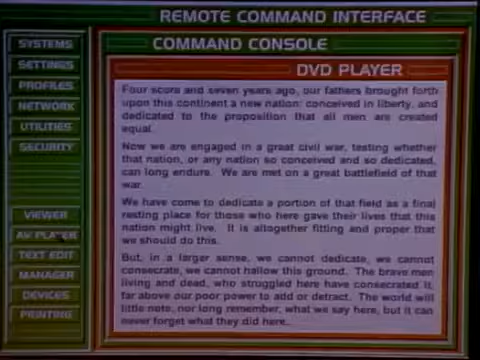 REMOTE COMMAND INTERFACE
COMMAND CONSOLE
DVD PLAYER
SYSTEMS
SETTINGS
PROFILES
NETWORK
UTILITIES
SECURITY
VIEWER
AV PLAYER
TEXT EDIT
MANAGER
DEVICES
PRINTING
Four score and seven years ago, our fathers brought forth
upon this continent a new nation: conceived in liberty, and
dedicated to the proposition that all men are created
equal.
Now we are engaged in a great civil war, testing whether
that nation, or any nation so conceived and so dedicated,
can long endure. We are met on a great battlefield of that
war.
We have come to dedicate a portion of that field as a final
resting place for those who here gave their lives that this
nation might live. It is altogether fitting and proper that
we should do this.
But, in a larger sense, we cannot dedicate, we cannot
consecrate, we cannot hallow this ground. The brave men
living and dead, who struggled here have consecrated it,
far above our poor power to add or detract. The world will
little note, nor long remember, what we say here, but it can
never forget what they did here.